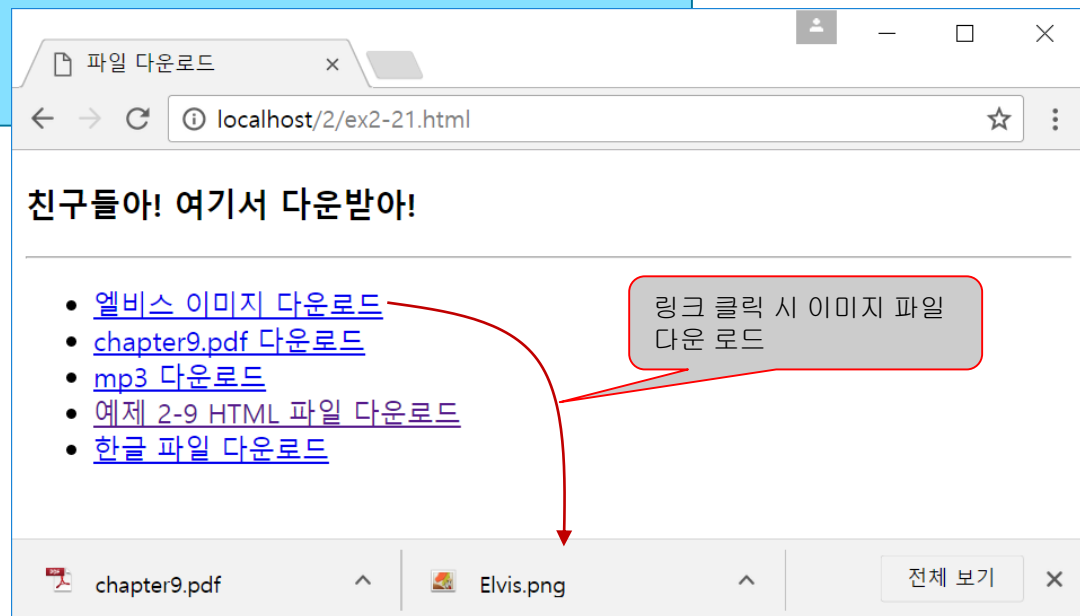 파일 다운로드
localhost/2/ex2-21.html
친구들아! 여기서 다운받아!
엘비스 이미지 다운로드
chapter9.pdf 다운로드
mp3 다운로드
예제 2-9 HTML 파일 다운로드
한글 파일 다운로드
링크 클릭 시 이미지 파일
다운 로드
chapter9.pdf
Elvis.png
전체 보기